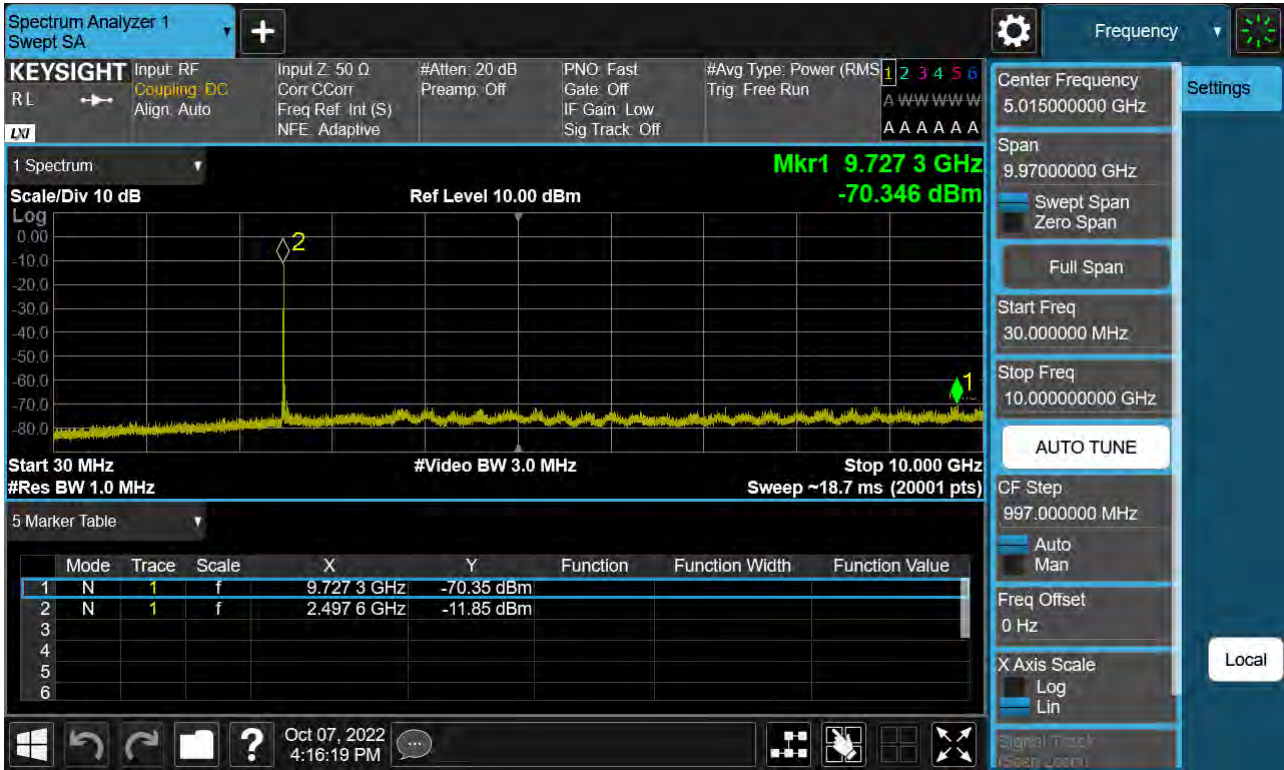 Spectrum Analyzer 1
Swept SA
Frequency
KEYSIGHT
RL
LXI
Input: RF
Coupling: DC
Align: Auto
Input Z: 50 Ω
Corr CCorr
Freq Ref: Int (S)
NFE: Adaptive
#Atten: 20 dB
Preamp: Off
PNO: Fast
Gate: Off
IF Gain: Low
Sig Track: Off
#Avg Type: Power (RMS
Trig: Free Run
1 2 3 4 5 6
A W W W W W
A A A A A A
1 Spectrum
Mkr1 9.727 3 GHz
-70.346 dBm
Scale/Div 10 dB
Ref Level 10.00 dBm
Log
0.00
-10.0
-20.0
-30.0
-40.0
-50.0
-60.0
-70.0
-80.0
2
1
Start 30 MHz
#Video BW 3.0 MHz
Stop 10.000 GHz
#Res BW 1.0 MHz
Sweep ~18.7 ms (20001 pts)
5 Marker Table
Mode Trace Scale X Y Function Function Width Function Value
1 N 1 f 9.727 3 GHz -70.35 dBm
2 N 1 f 2.497 6 GHz -11.85 dBm
3
4
5
6
Oct 07, 2022
4:16:19 PM
Center Frequency
5.015000000 GHz
Span
9.97000000 GHz
Swept Span
Zero Span
Full Span
Start Freq
30.000000 MHz
Stop Freq
10.000000000 GHz
AUTO TUNE
CF Step
997.000000 MHz
Auto
Man
Freq Offset
0 Hz
X Axis Scale
Log
Lin
Signal Track
(Span Zoom)
Settings
Local